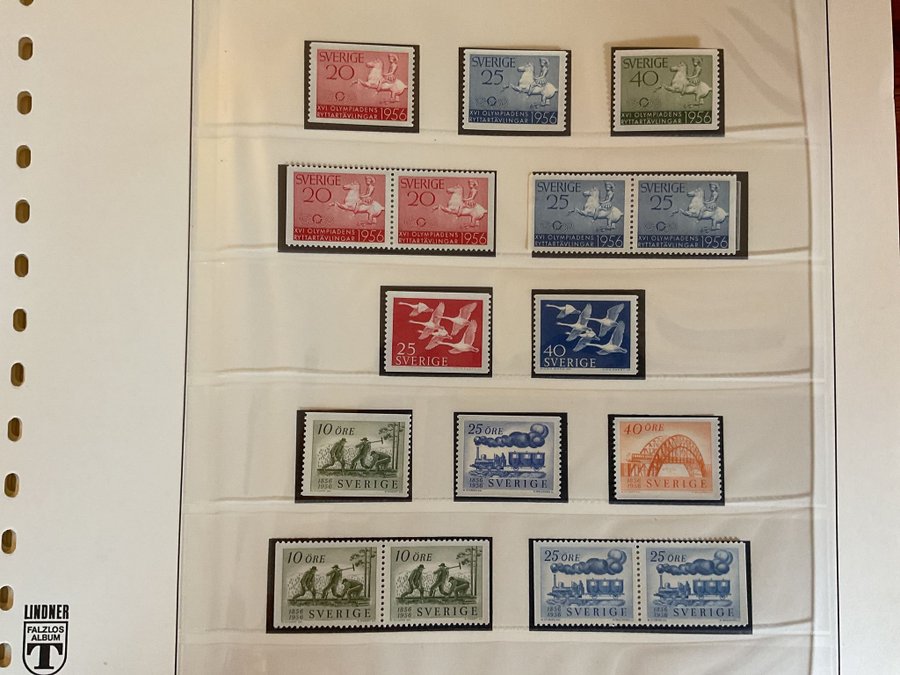 SVERIGE
20
XVI OLYMPIADENS
RYTTARTÄVLINGAR 1956
SVERIGE
25
XVI OLYMPIADENS
RYTTARTÄVLINGAR 1956
SVERIGE
40
XVI OLYMPIADENS
RYTTARTÄVLINGAR 1956
SVERIGE
20
XVI OLYMPIADENS
RYTTARTÄVLINGAR 1956
SVERIGE
20
XVI OLYMPIADENS
RYTTARTÄVLINGAR 1956
SVERIGE
25
XVI OLYMPIADENS
RYTTARTÄVLINGAR 1956
SVERIGE
25
XVI OLYMPIADENS
RYTTARTÄVLINGAR 1956
25
SVERIGE
40
SVERIGE
10 ÖRE
1856
1956 SVERIGE
25 ÖRE
1856
1956 SVERIGE
40 ÖRE
1856
1956 SVERIGE
10 ÖRE
1856
1956 SVERIGE
10 ÖRE
1856
1956 SVERIGE
25 ÖRE
1856
1956 SVERIGE
25 ÖRE
1856
1956 SVERIGE
LINDNER
FALZLOS
ALBUM
T